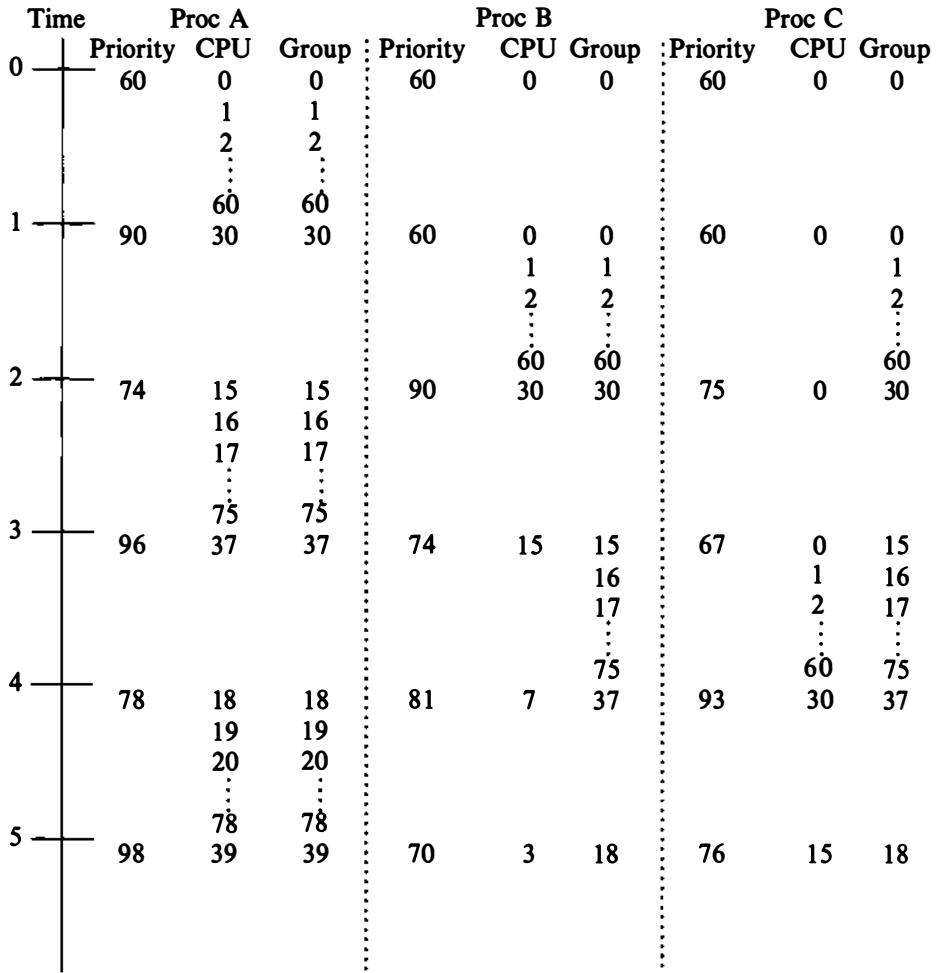 Time Proc A Proc B Proc C
Priority CPU Group Priority CPU Group Priority CPU Group
0
60 0 0 60 0 0 60 0 0
1 1
2 2
60 60
1
90 30 30 60 0 0 60 0 0
1 1 1
2 2 2
60 60 60
2
74 15 15 90 30 30 75 0 30
16 16
17 17
75 75
3
96 37 37 74 15 15 67 0 15
16 1 16
17 2 17
75 60 75
4
78 18 18 81 7 37 93 30 37
19 19
20 20
78 78
5
98 39 39 70 3 18 76 15 18